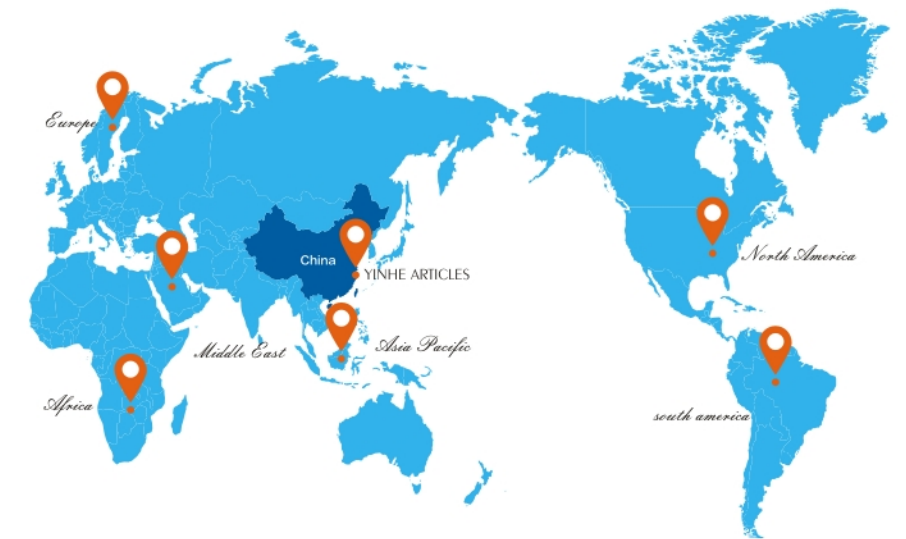 Europe
North America
China
YINHE ARTICLES
Middle East
Asia Pacific
Africa
south america